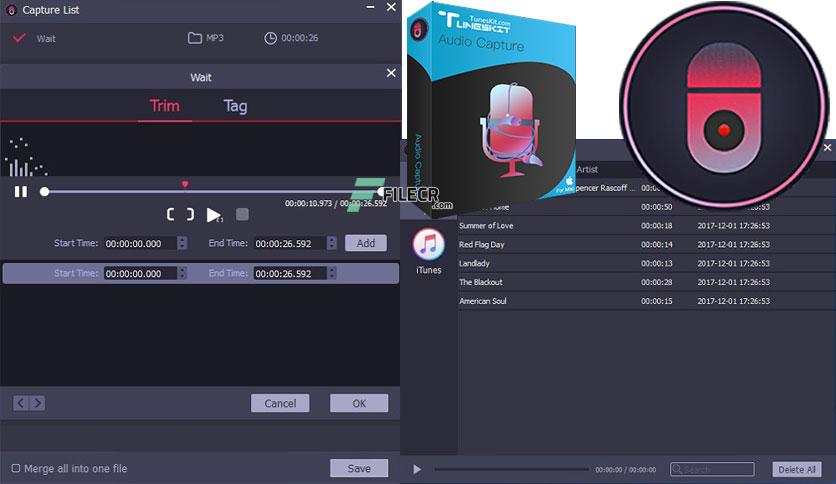 Capture List
Wait MP3 00:00:26
Wait
Trim Tag
00:00:10.973 / 00:00:26.592
Start Time: 00:00:00.000 End Time: 00:00:26.592 Add
Start Time: 00:00:00.000 End Time: 00:00:26.592
Cancel OK
Merge all into one file
Save
TunesKit.com
TUNESKIT
Audio Capture
Audio Capture
For Mac
FILECR
.com
Artist
Spencer Rascoff ...
Home 00:00:50 2017-12-01 17:26:53
Summer of Love 00:00:18 2017-12-01 17:26:53
Red Flag Day 00:00:14 2017-12-01 17:26:53
Landlady 00:00:13 2017-12-01 17:26:53
The Blackout 00:00:28 2017-12-01 17:26:53
American Soul 00:00:15 2017-12-01 17:26:53
iTunes
00:00:00 / 00:00:00 Search Delete All